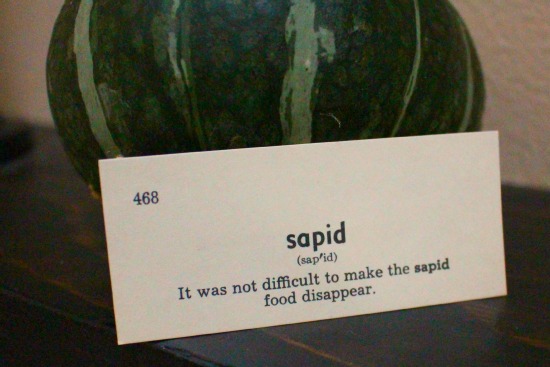 468
sapid
(sap′id)
It was not difficult to make the sapid
food disappear.